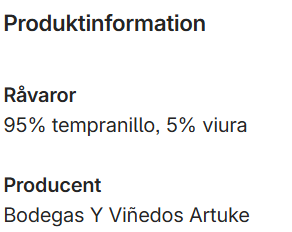 Produktinformation
Råvaror
95% tempranillo, 5% viura
Producent
Bodegas Y Viñedos Artuke